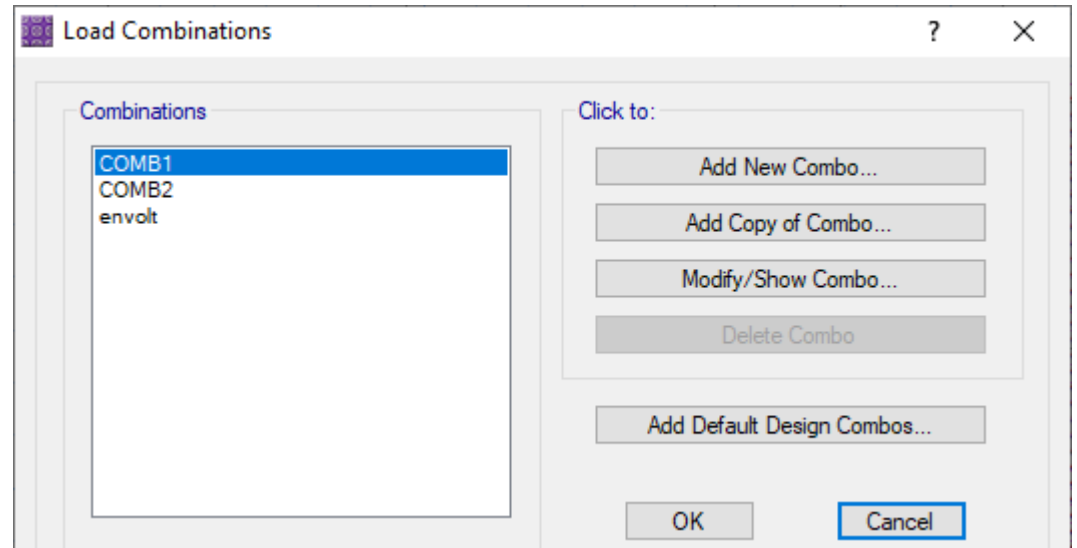 Load Combinations
?
Combinations
COMB1
COMB2
envolt
Click to:
Add New Combo...
Add Copy of Combo...
Modify/Show Combo...
Delete Combo
Add Default Design Combos...
OK
Cancel